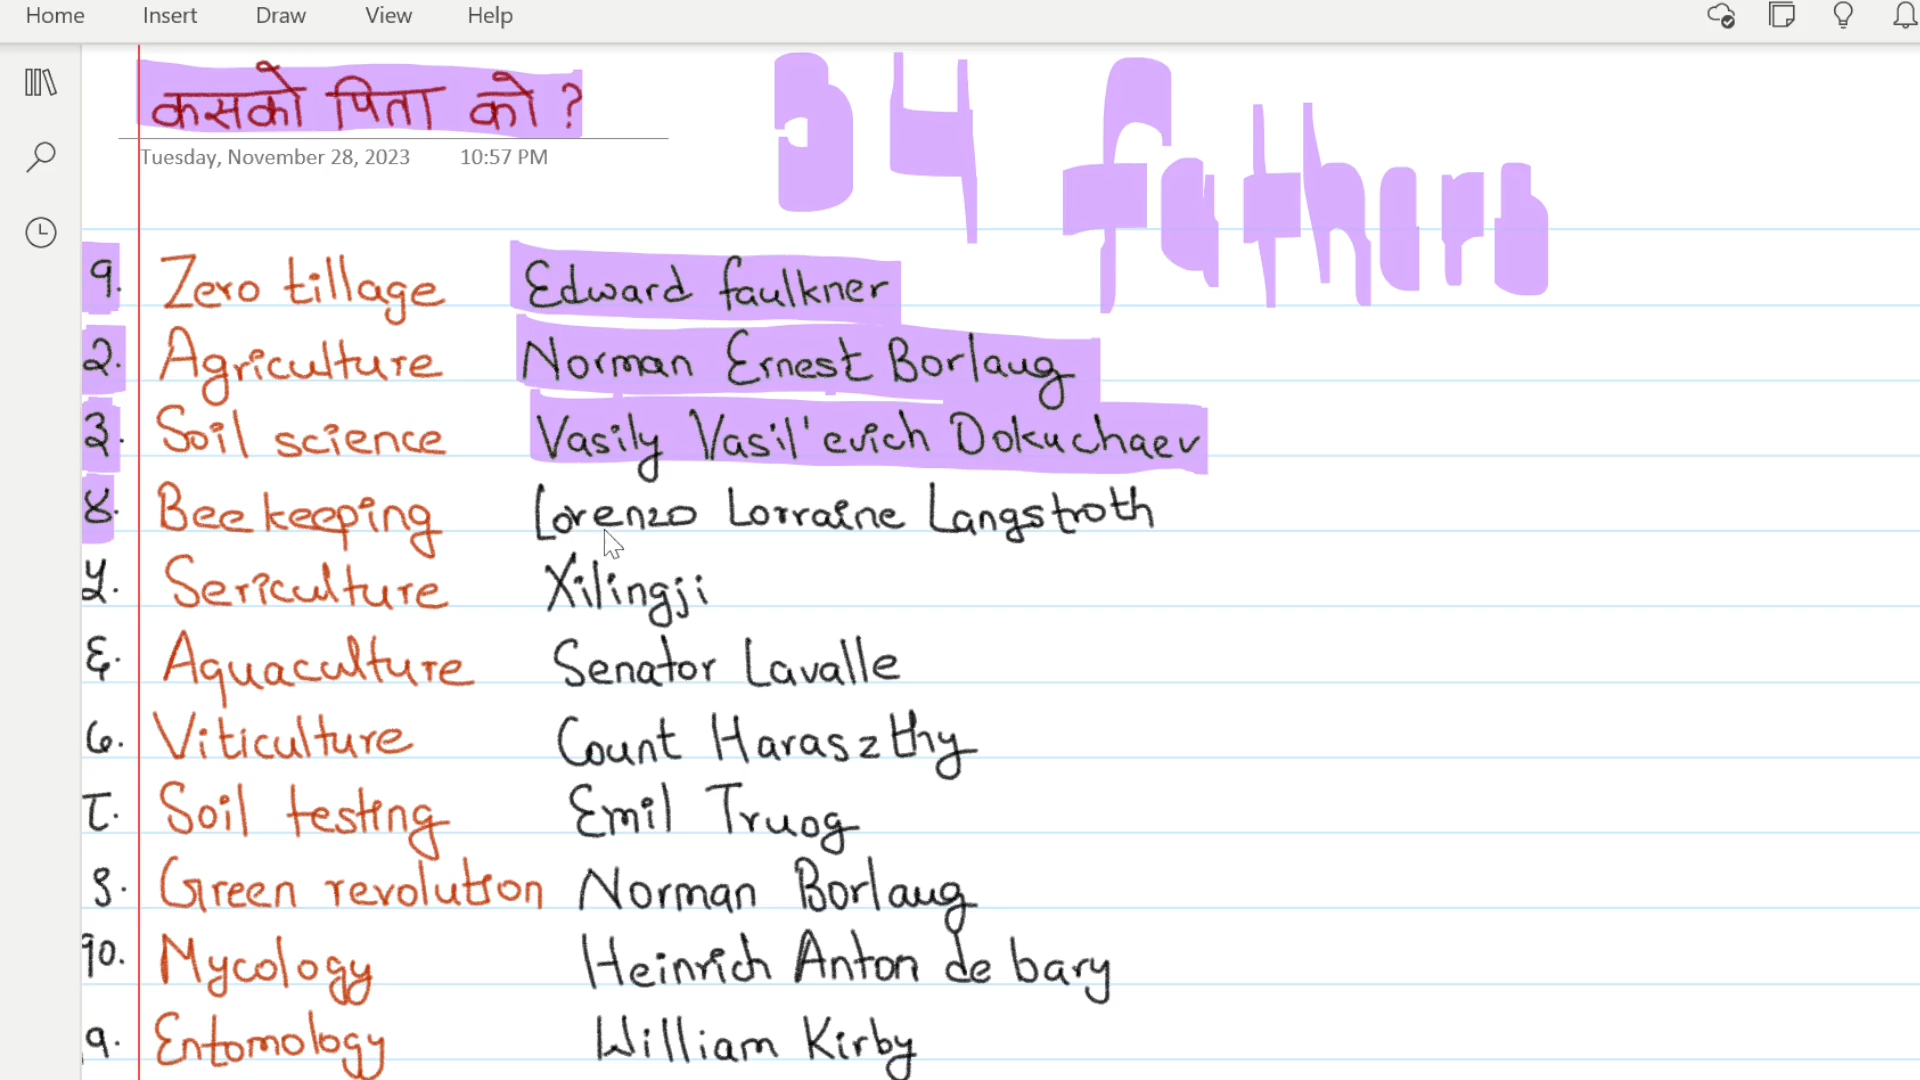 Home Insert Draw View Help
कसको पिता को ?
34 fathers
Tuesday, November 28, 2023 10:57 PM
१. Zero tillage Edward faulkner
२. Agriculture Norman Ernest Borlaug
३. Soil science Vasily Vasil'evich Dokuchaev
४. Bee keeping Lorenzo Lorraine Langstroth
५. Sericulture Xilingji
६. Aquaculture Senator Lavalle
७. Viticulture Count Haraszthy
८. Soil testing Emil Truog
९. Green revolution Norman Borlaug
१०. Mycology Heinrich Anton de bary
११. Entomology William Kirby